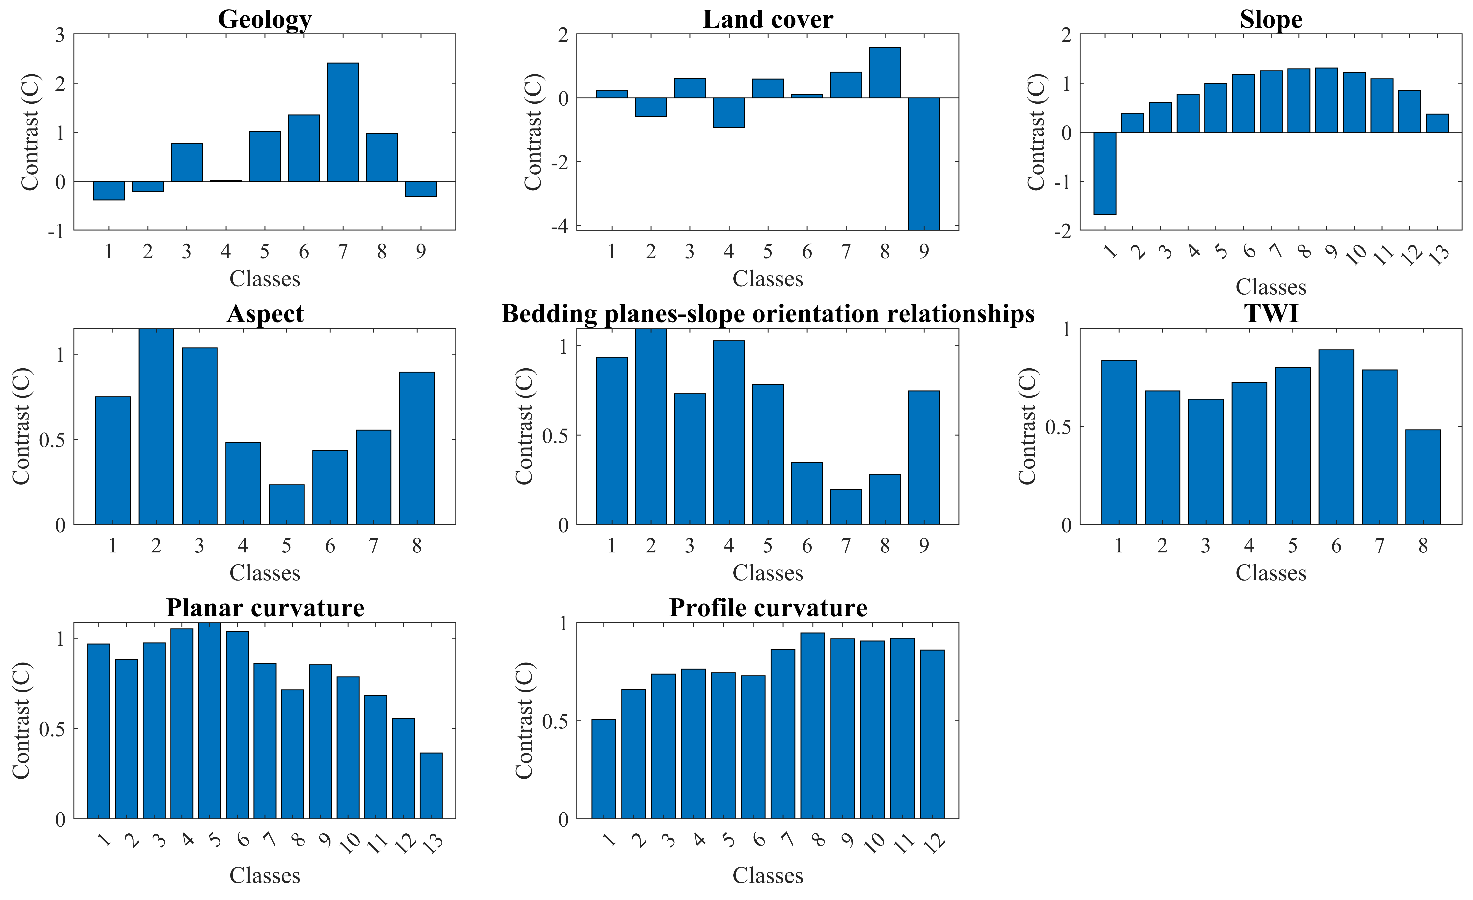 Geology
Contrast (C)
3
2
1
0
-1
1 2 3 4 5 6 7 8 9
Classes
Land cover
Contrast (C)
2
0
-2
-4
1 2 3 4 5 6 7 8 9
Classes
Slope
Contrast (C)
2
1
0
-1
-2
1 2 3 4 5 6 7 8 9 10 11 12 13
Classes
Aspect
Contrast (C)
1
0.5
0
1 2 3 4 5 6 7 8
Classes
Bedding planes-slope orientation relationships
Contrast (C)
1
0.5
0
1 2 3 4 5 6 7 8 9
Classes
TWI
Contrast (C)
1
0.5
0
1 2 3 4 5 6 7 8
Classes
Planar curvature
Contrast (C)
1
0.5
0
1 2 3 4 5 6 7 8 9 10 11 12 13
Classes
Profile curvature
Contrast (C)
1
0.5
0
1 2 3 4 5 6 7 8 9 10 11 12
Classes